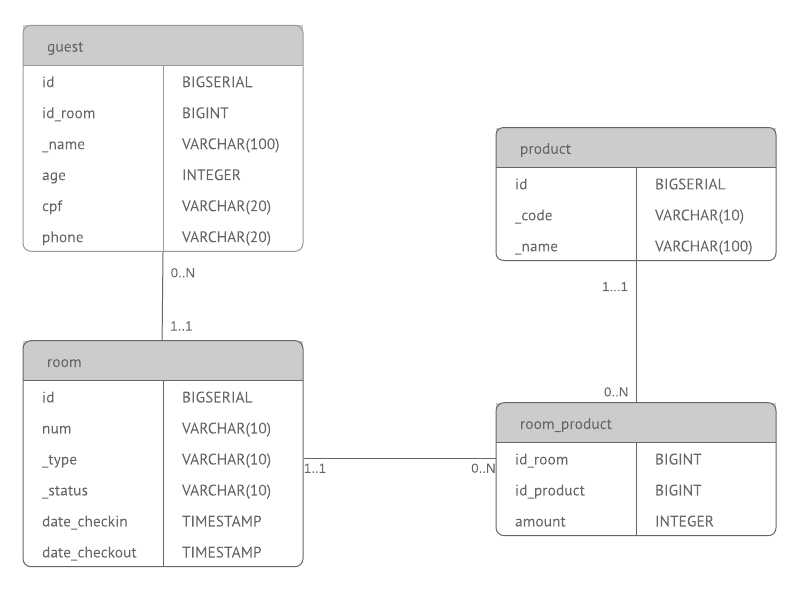 guest
id BIGSERIAL
id_room BIGINT
_name VARCHAR(100)
age INTEGER
cpf VARCHAR(20)
phone VARCHAR(20)
0..N
1..1
room
id BIGSERIAL
num VARCHAR(10)
_type VARCHAR(10)
_status VARCHAR(10)
date_checkin TIMESTAMP
date_checkout TIMESTAMP
1..1
0..N
product
id BIGSERIAL
_code VARCHAR(10)
_name VARCHAR(100)
1...1
0..N
room_product
id_room BIGINT
id_product BIGINT
amount INTEGER